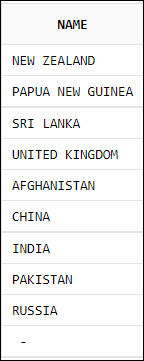 NAME
NEW ZEALAND
PAPUA NEW GUINEA
SRI LANKA
UNITED KINGDOM
AFGHANISTAN
CHINA
INDIA
PAKISTAN
RUSSIA
-